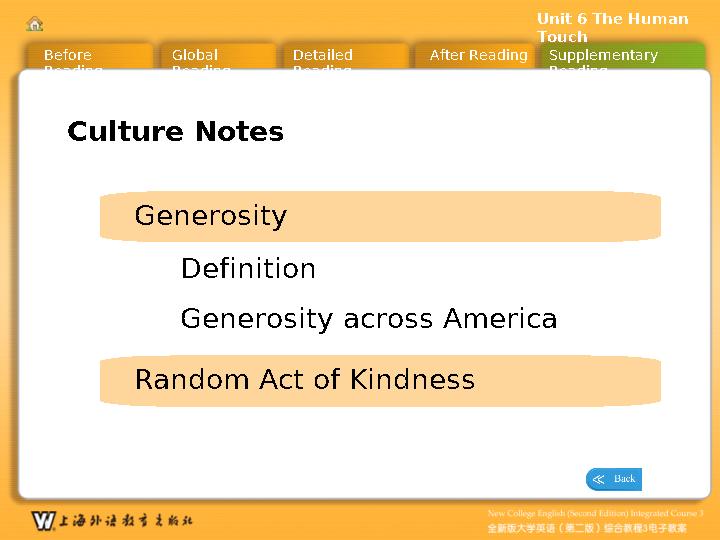 Unit 6 The Human
Touch
Before
Reading
Global
Reading
Detailed
Reading
After Reading
Supplementary
Reading
Culture Notes
Generosity
Definition
Generosity across America
Random Act of Kindness
Back
上海外语教育出版社
New College English (Second Edition) Integrated Course 3
全新版大学英语（第二版）综合教程3电子教案